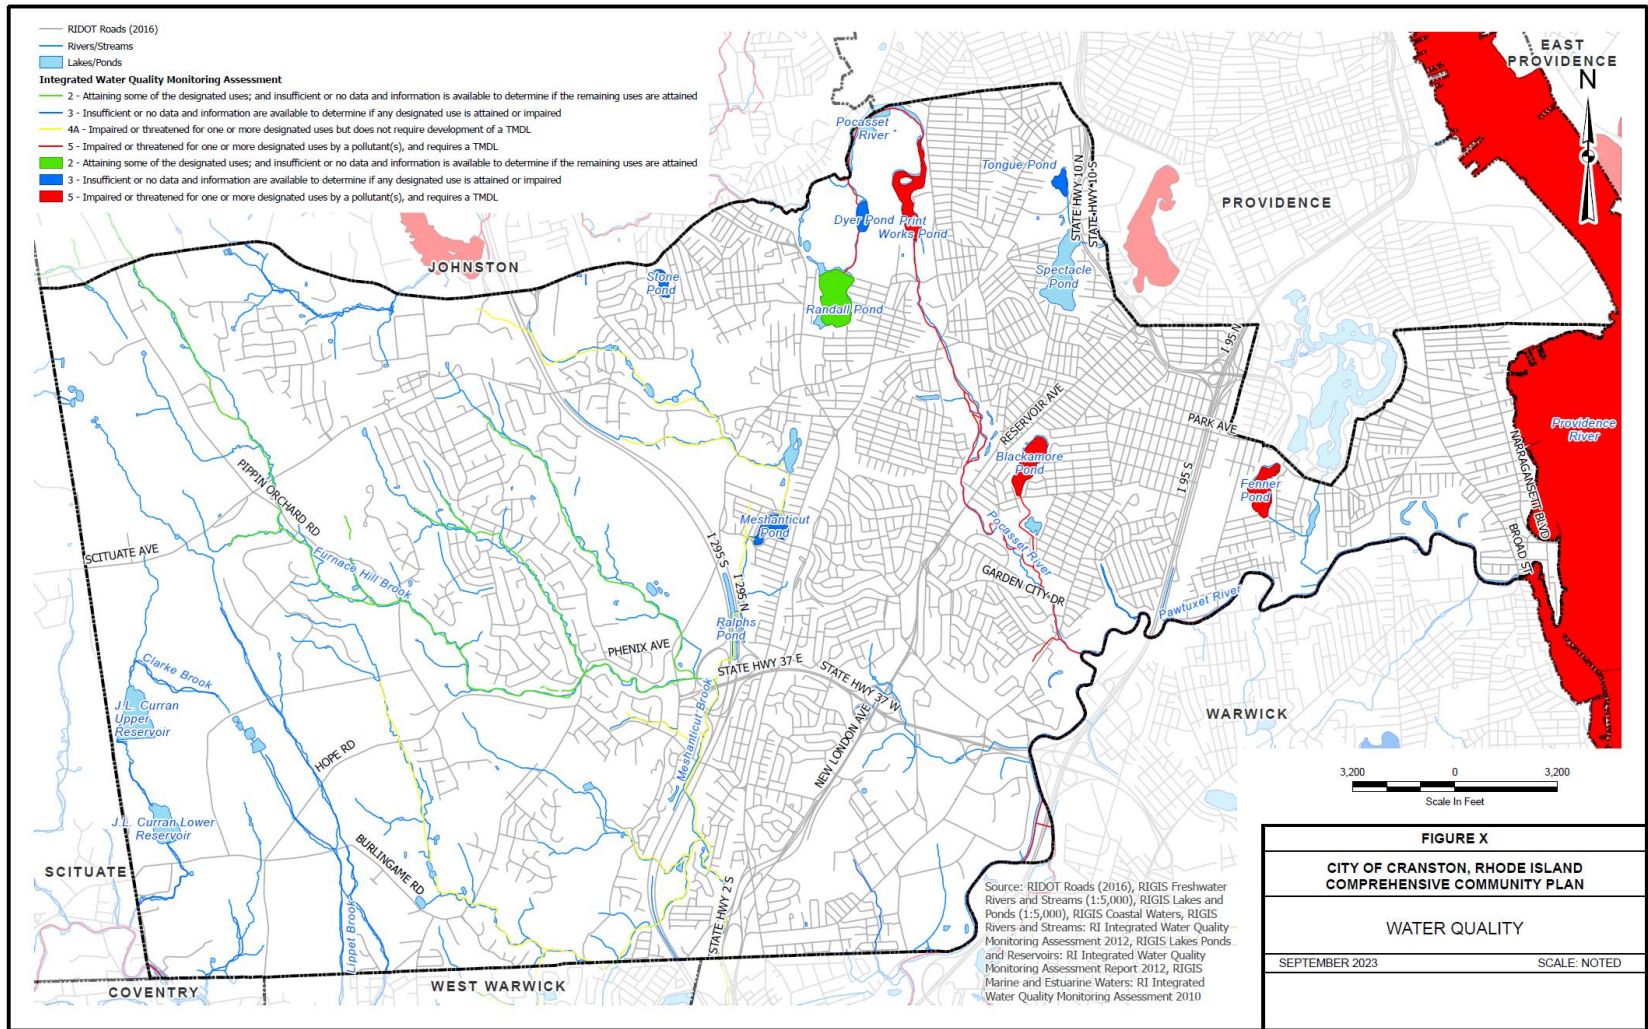 RIDOT Roads (2016)
Rivers/Streams
Lakes/Ponds
Integrated Water Quality Monitoring Assessment
2 - Attaining some of the designated uses; and insufficient or no data and information is available to determine if the remaining uses are attained
3 - Insufficient or no data and information are available to determine if any designated use is attained or impaired
4A - Impaired or threatened for one or more designated uses but does not require development of a TMDL
5 - Impaired or threatened for one or more designated uses by a pollutant(s), and requires a TMDL
2 - Attaining some of the designated uses; and insufficient or no data and information is available to determine if the remaining uses are attained
3 - Insufficient or no data and information are available to determine if any designated use is attained or impaired
5 - Impaired or threatened for one or more designated uses by a pollutant(s), and requires a TMDL
EAST
PROVIDENCE
N
Pocasset
River
Tongue Pond
STATE HWY 10 N
STATE HWY 10 S
PROVIDENCE
Dyer Pond
Print
Works Pond
JOHNSTON
Stone
Pond
Spectacle
Pond
Randall Pond
I 95 N
RESERVOIR AVE
PARK AVE
Providence
River
NARRAGANSETT BLVD
Blackamore
Pond
I 95 S
Fenner
Pond
PIPPIN ORCHARD RD
Meshanticut
Pond
Pocasset River
BROAD ST
SCITUATE AVE
Furnace Hill Brook
I 295 S
I 295 N
GARDEN CITY DR
Pawtuxet River
Ralphs
Pond
PHENIX AVE
STATE HWY 37 E
STATE HWY 37 W
Clarke Brook
J.L. Curran
Upper
Reservoir
Meshanticut Brook
NEW LONDON AVE
WARWICK
HOPE RD
3,200
0
3,200
Scale In Feet
J.L. Curran Lower
Reservoir
BURLINGAME RD
SCITUATE
Lippet Brook
STATE HWY 2 S
COVENTRY
WEST WARWICK
Source: RIDOT Roads (2016), RIGIS Freshwater
Rivers and Streams (1:5,000), RIGIS Lakes and
Ponds (1:5,000), RIGIS Coastal Waters, RIGIS
Rivers and Streams: RI Integrated Water Quality
Monitoring Assessment 2012, RIGIS Lakes Ponds
and Reservoirs: RI Integrated Water Quality
Monitoring Assessment Report 2012, RIGIS
Marine and Estuarine Waters: RI Integrated
Water Quality Monitoring Assessment 2010
FIGURE X
CITY OF CRANSTON, RHODE ISLAND
COMPREHENSIVE COMMUNITY PLAN
WATER QUALITY
SEPTEMBER 2023
SCALE: NOTED